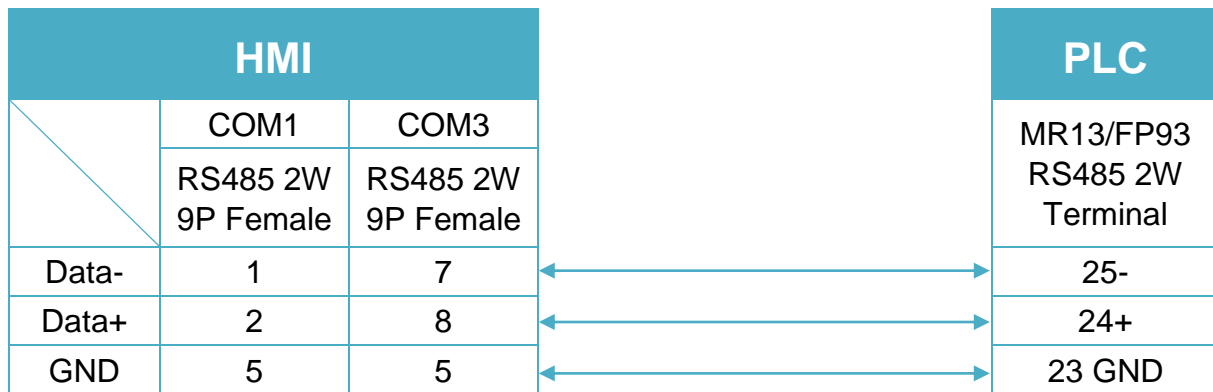 HMI
PLC
COM1
COM3
RS485 2W
9P Female
RS485 2W
9P Female
MR13/FP93
RS485 2W
Terminal
Data-
1
7
25-
Data+
2
8
24+
GND
5
5
23 GND